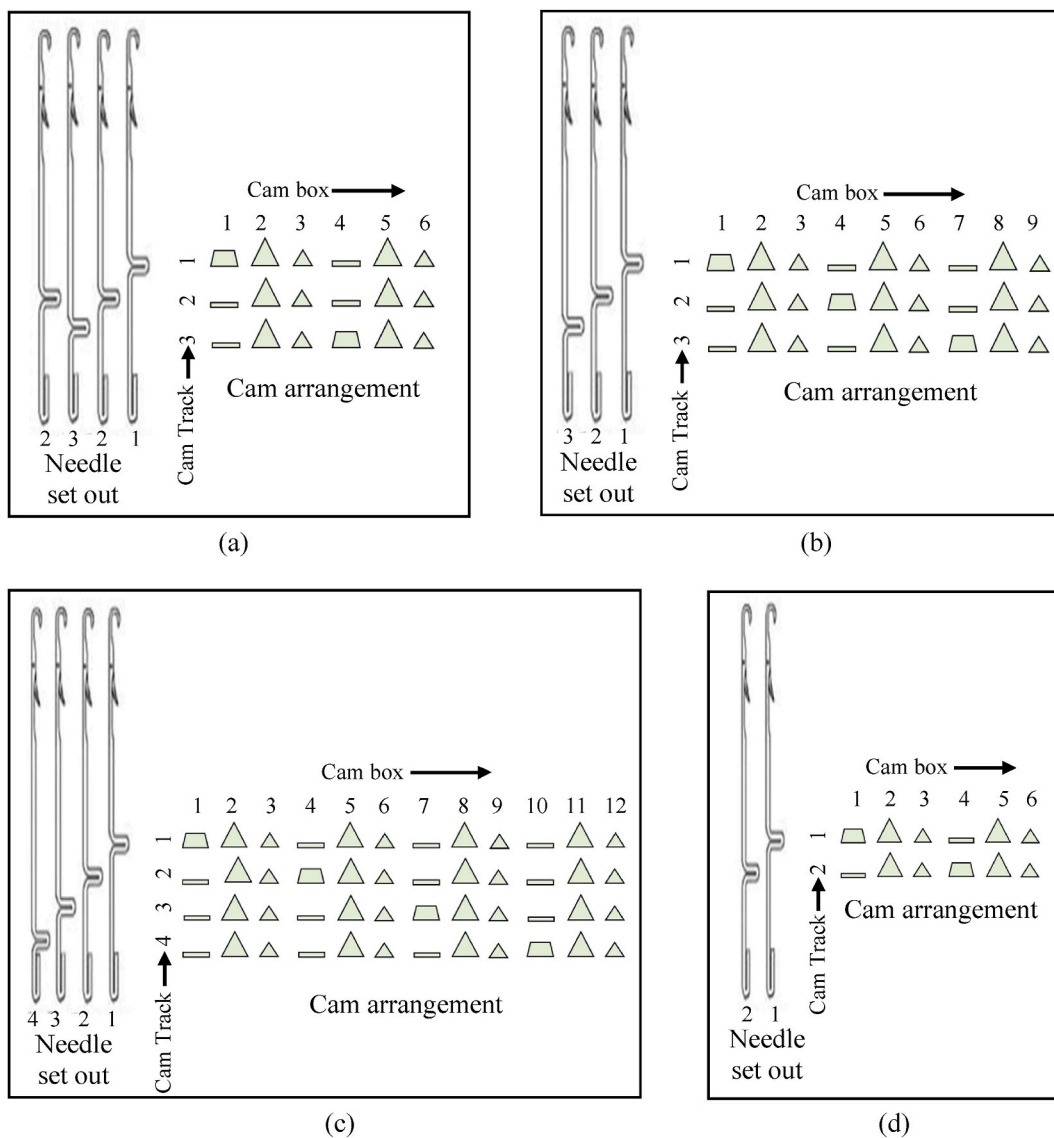 Cam box
1 2 3 4 5 6
1
2
3
Cam Track
Cam arrangement
2 3 2 1
Needle
set out
(a)
Cam box
1 2 3 4 5 6 7 8 9
1
2
3
Cam Track
Cam arrangement
3 2 1
Needle
set out
(b)
Cam box
1 2 3 4 5 6 7 8 9 10 11 12
1
2
3
4
Cam Track
Cam arrangement
4 3 2 1
Needle
set out
(c)
Cam box
1 2 3 4 5 6
1
2
Cam Track
Cam arrangement
2 1
Needle
set out
(d)